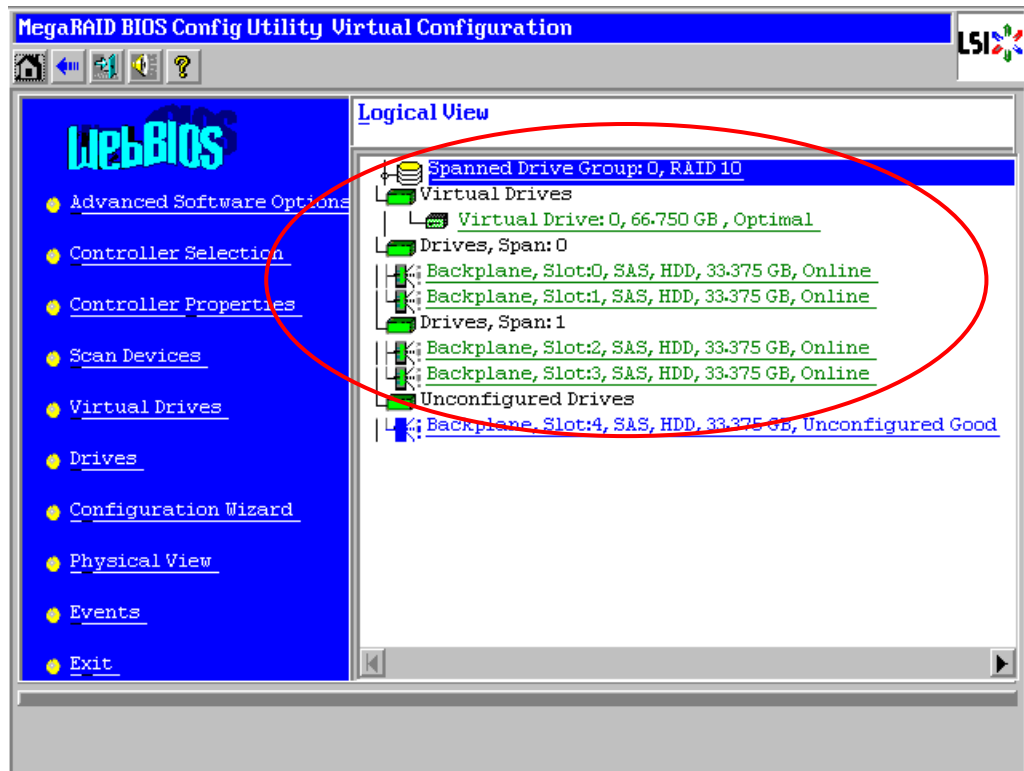 MegaRAID BIOS Config Utility Virtual Configuration
LSI
WebBIOS
Advanced Software Options
Controller Selection
Controller Properties
Scan Devices
Virtual Drives
Drives
Configuration Wizard
Physical View
Events
Exit
Logical View
Spanned Drive Group: 0, RAID 10
Virtual Drives
Virtual Drive: 0, 66.750 GB , Optimal
Drives, Span: 0
Backplane, Slot:0, SAS, HDD, 33.375 GB, Online
Backplane, Slot:1, SAS, HDD, 33.375 GB, Online
Drives, Span: 1
Backplane, Slot:2, SAS, HDD, 33.375 GB, Online
Backplane, Slot:3, SAS, HDD, 33.375 GB, Online
Unconfigured Drives
Backplane, Slot:4, SAS, HDD, 33.375 GB, Unconfigured Good